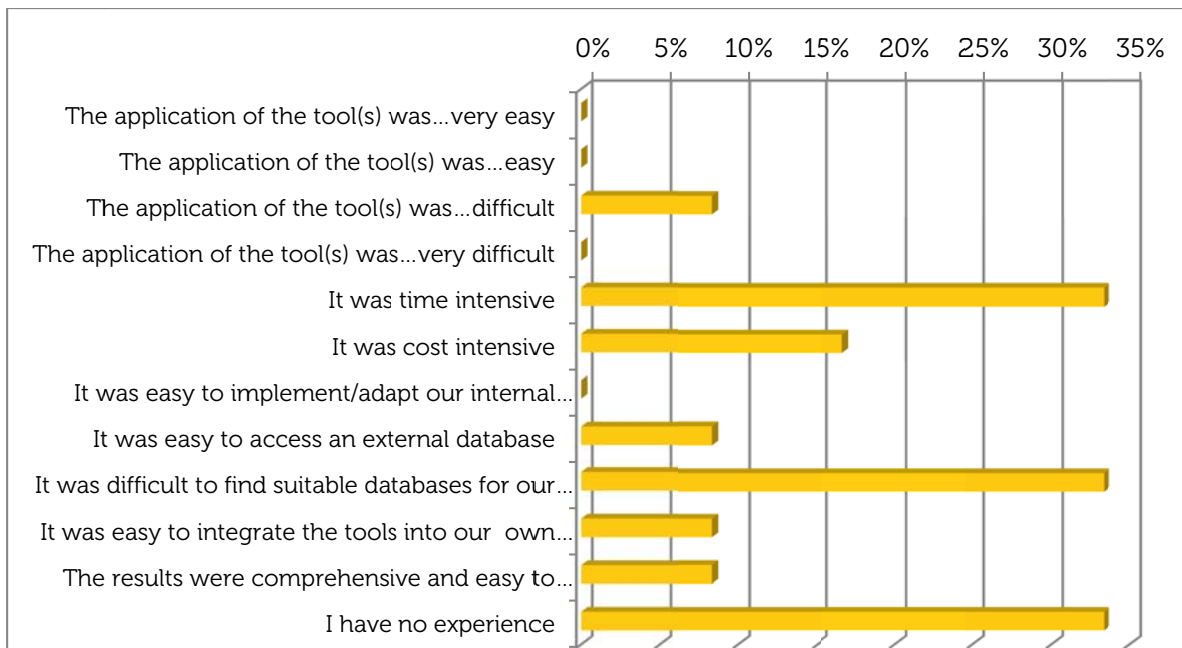 0% 5% 10% 15% 20% 25% 30% 35%
The application of the tool(s) was...very easy
The application of the tool(s) was...easy
The application of the tool(s) was...difficult
The application of the tool(s) was...very difficult
It was time intensive
It was cost intensive
It was easy to implement/adapt our internal...
It was easy to access an external database
It was difficult to find suitable databases for our...
It was easy to integrate the tools into our own...
The results were comprehensive and easy to...
I have no experience